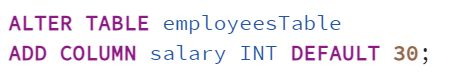 ALTER TABLE employeesTable
ADD COLUMN salary INT DEFAULT 30;